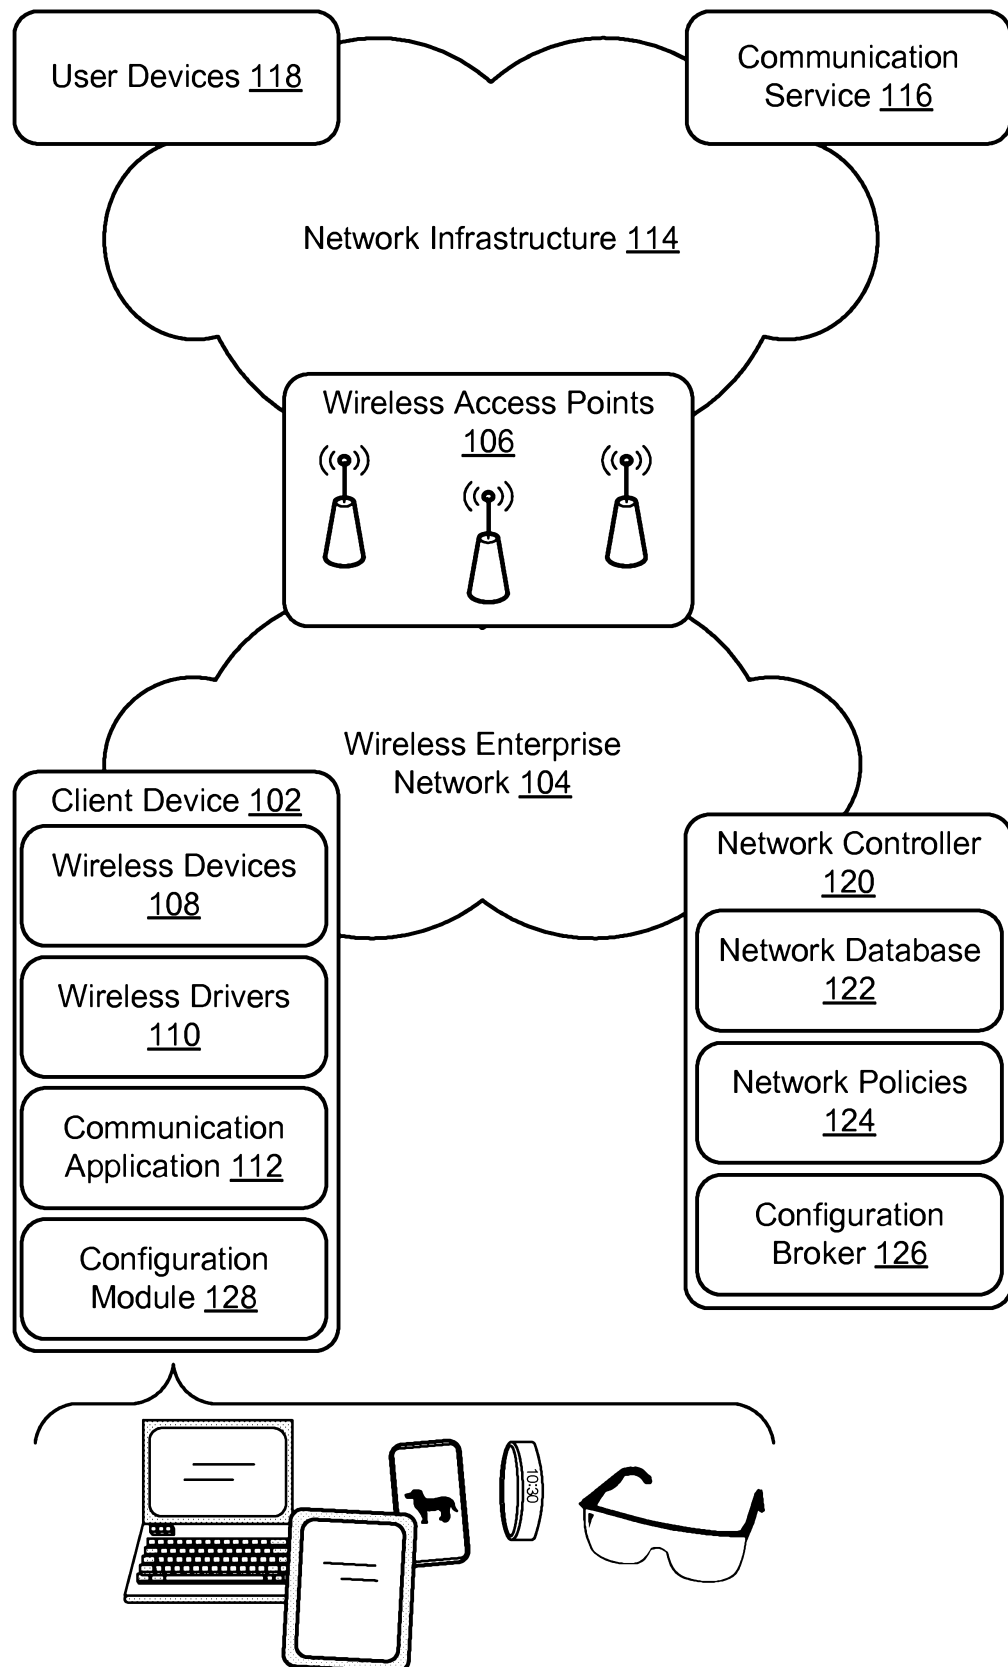 User Devices 118
Communication
Service 116
Network Infrastructure 114
Wireless Access Points
106
Wireless Enterprise
Network 104
Client Device 102
Wireless Devices
108
Wireless Drivers
110
Communication
Application 112
Configuration
Module 128
Network Controller
120
Network Database
122
Network Policies
124
Configuration
Broker 126
10:30